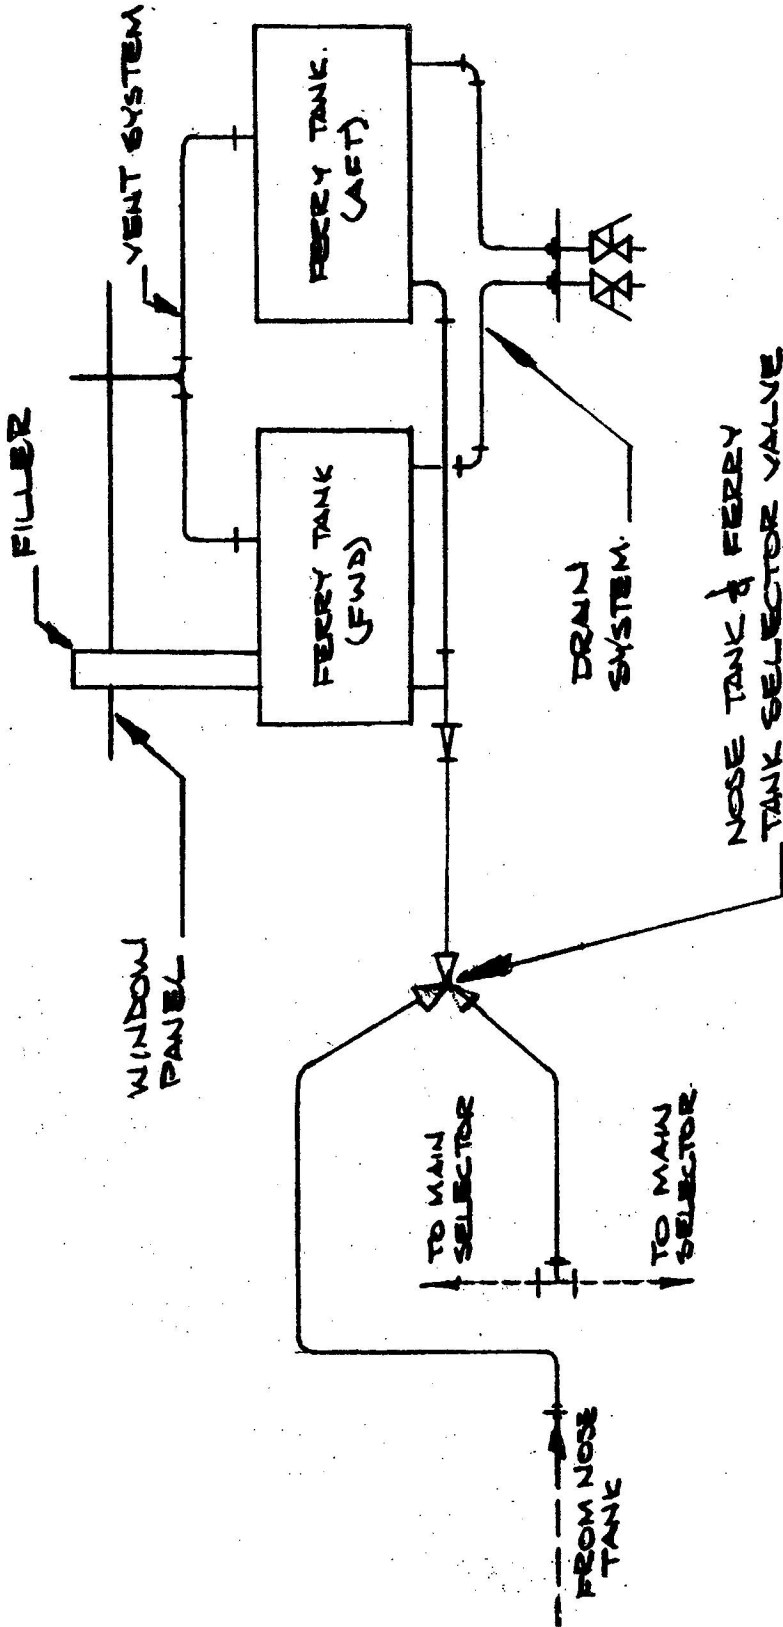 FILLER
VENT SYSTEM
WINDOW
PANEL
FERRY TANK
(FWD)
FERRY TANK.
(AFT)
DRAIN
SYSTEM.
TO MAIN
SELECTOR
TO MAIN
SELECTOR
FROM NOSE
TANK
NOSE TANK & FERRY
TANK SELECTOR VALVE